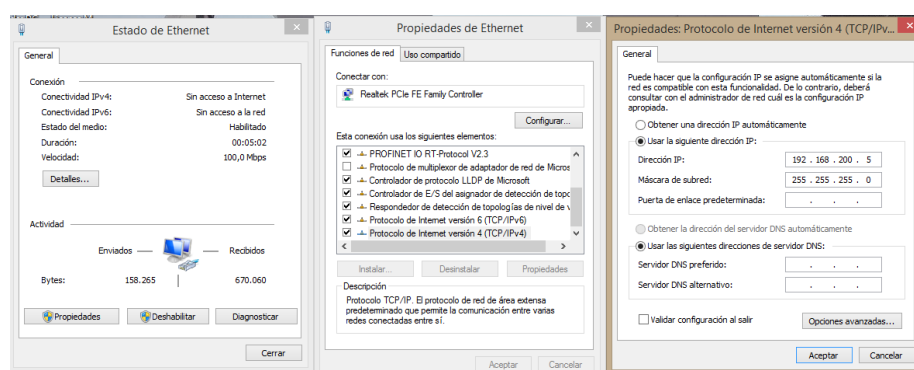 Estado de Ethernet
General
Conexión
Conectividad IPv4: Sin acceso a Internet
Conectividad IPv6: Sin acceso a la red
Estado del medio: Habilitado
Duración: 00:05:02
Velocidad: 100,0 Mbps
Detalles...
Actividad
Enviados — — Recibidos
Bytes: 158.265 670.060
Propiedades Deshabilitar Diagnosticar
Cerrar
Propiedades de Ethernet
Funciones de red Uso compartido
Conectar con:
Realtek PCIe FE Family Controller
Configurar...
Esta conexión usa los siguientes elementos:
PROFINET IO RT-Protocol V2.3
Protocolo de multiplexor de adaptador de red de Micros
Controlador de protocolo LLDP de Microsoft
Controlador de E/S del asignador de detección de topo
Respondedor de detección de topologías de nivel de v
Protocolo de Internet versión 6 (TCP/IPv6)
Protocolo de Internet versión 4 (TCP/IPv4)
Instalar... Desinstalar Propiedades
Descripción
Protocolo TCP/IP. El protocolo de red de área extensa
predeterminado que permite la comunicación entre varias
redes conectadas entre sí.
Aceptar Cancelar
Propiedades: Protocolo de Internet versión 4 (TCP/IPv...
General
Puede hacer que la configuración IP se asigne automáticamente si la
red es compatible con esta funcionalidad. De lo contrario, deberá
consultar con el administrador de red cuál es la configuración IP
apropiada.
Obtener una dirección IP automáticamente
Usar la siguiente dirección IP:
Dirección IP: 192 . 168 . 200 . 5
Máscara de subred: 255 . 255 . 255 . 0
Puerta de enlace predeterminada: . . .
Obtener la dirección del servidor DNS automáticamente
Usar las siguientes direcciones de servidor DNS:
Servidor DNS preferido: . . .
Servidor DNS alternativo: . . .
Validar configuración al salir
Opciones avanzadas...
Aceptar Cancelar